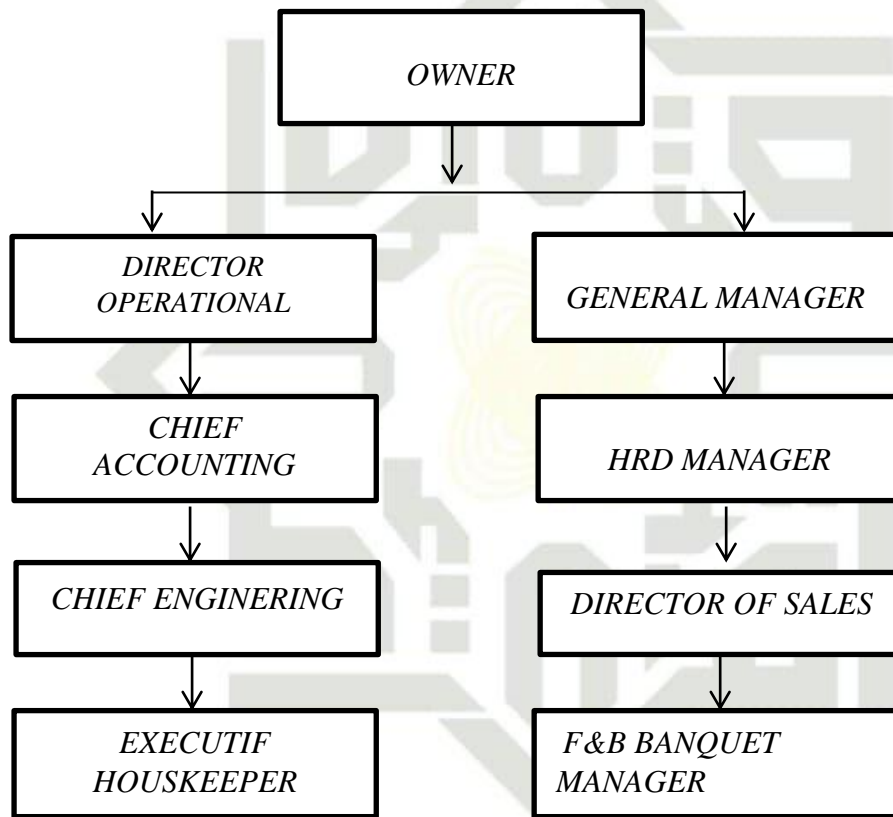 OWNER
DIRECTOR
OPERATIONAL
GENERAL MANAGER
CHIEF
ACCOUNTING
HRD MANAGER
CHIEF ENGINERING
DIRECTOR OF SALES
EXECUTIF
HOUSKEEPER
F&B BANQUET
MANAGER